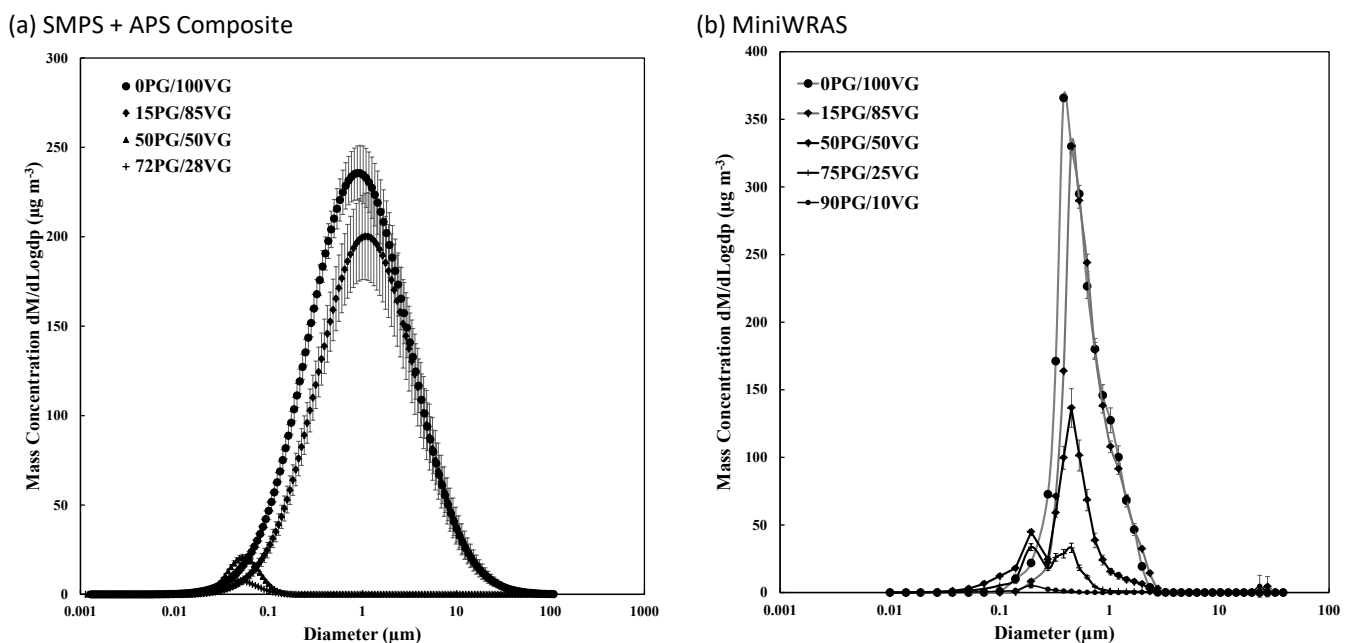 (a) SMPS + APS Composite
300
250
200
150
100
50
0
0.001 0.01 0.1 1 10 100 1000
Mass Concentration dM/dLogdp (µg m⁻³)
Diameter (µm)
0PG/100VG
15PG/85VG
50PG/50VG
72PG/28VG
(b) MiniWRAS
400
350
300
250
200
150
100
50
0
0.01 0.1 1 10 100
Mass Concentration dM/dLogdp (µg m⁻³)
Diameter (µm)
0PG/100VG
15PG/85VG
50PG/50VG
75PG/25VG
90PG/10VG